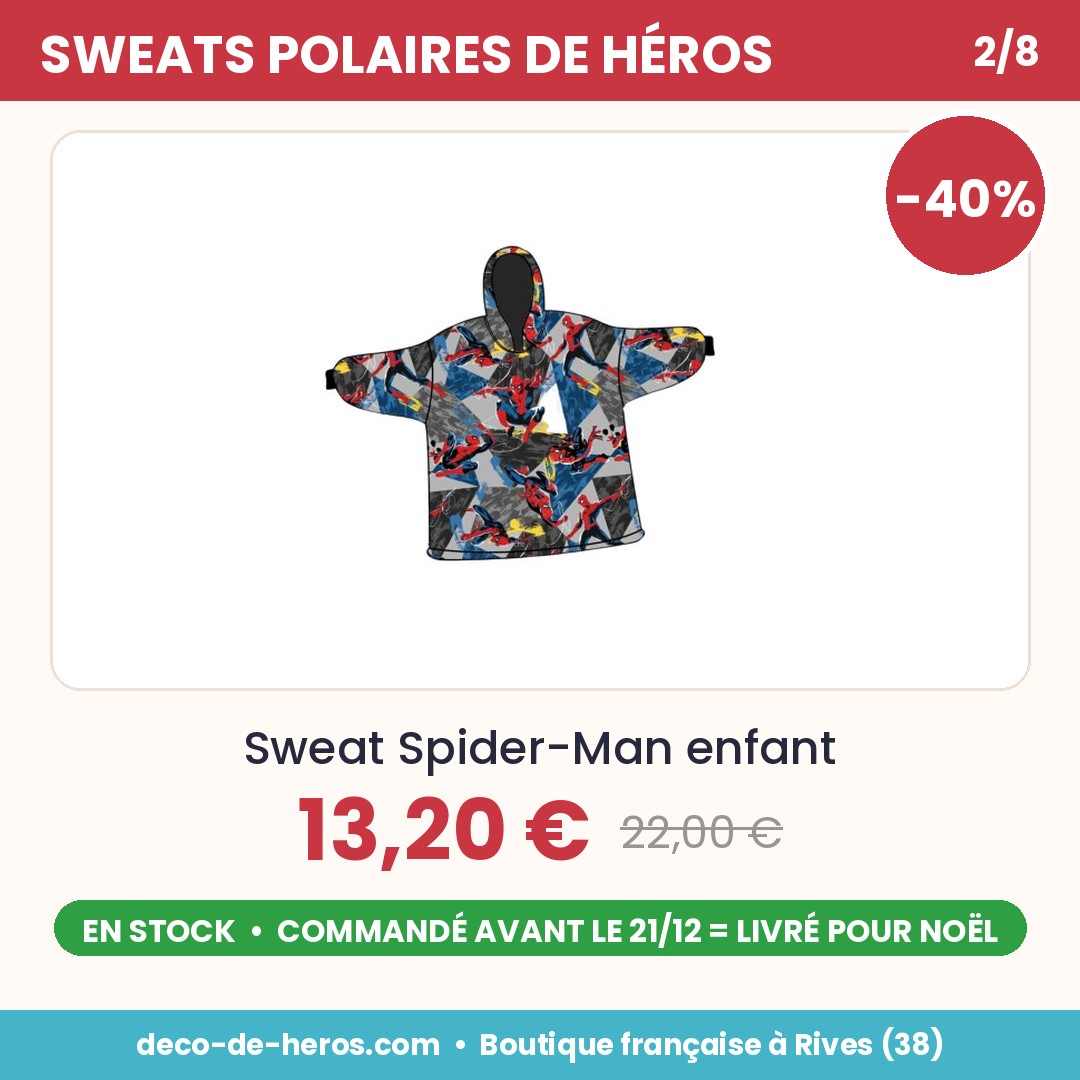 SWEATS POLAIRES DE HÉROS
2/8
-40%
Sweat Spider-Man enfant
13,20 € 22,00 €
EN STOCK • COMMANDÉ AVANT LE 21/12 = LIVRÉ POUR NOËL
deco-de-heros.com • Boutique française à Rives (38)